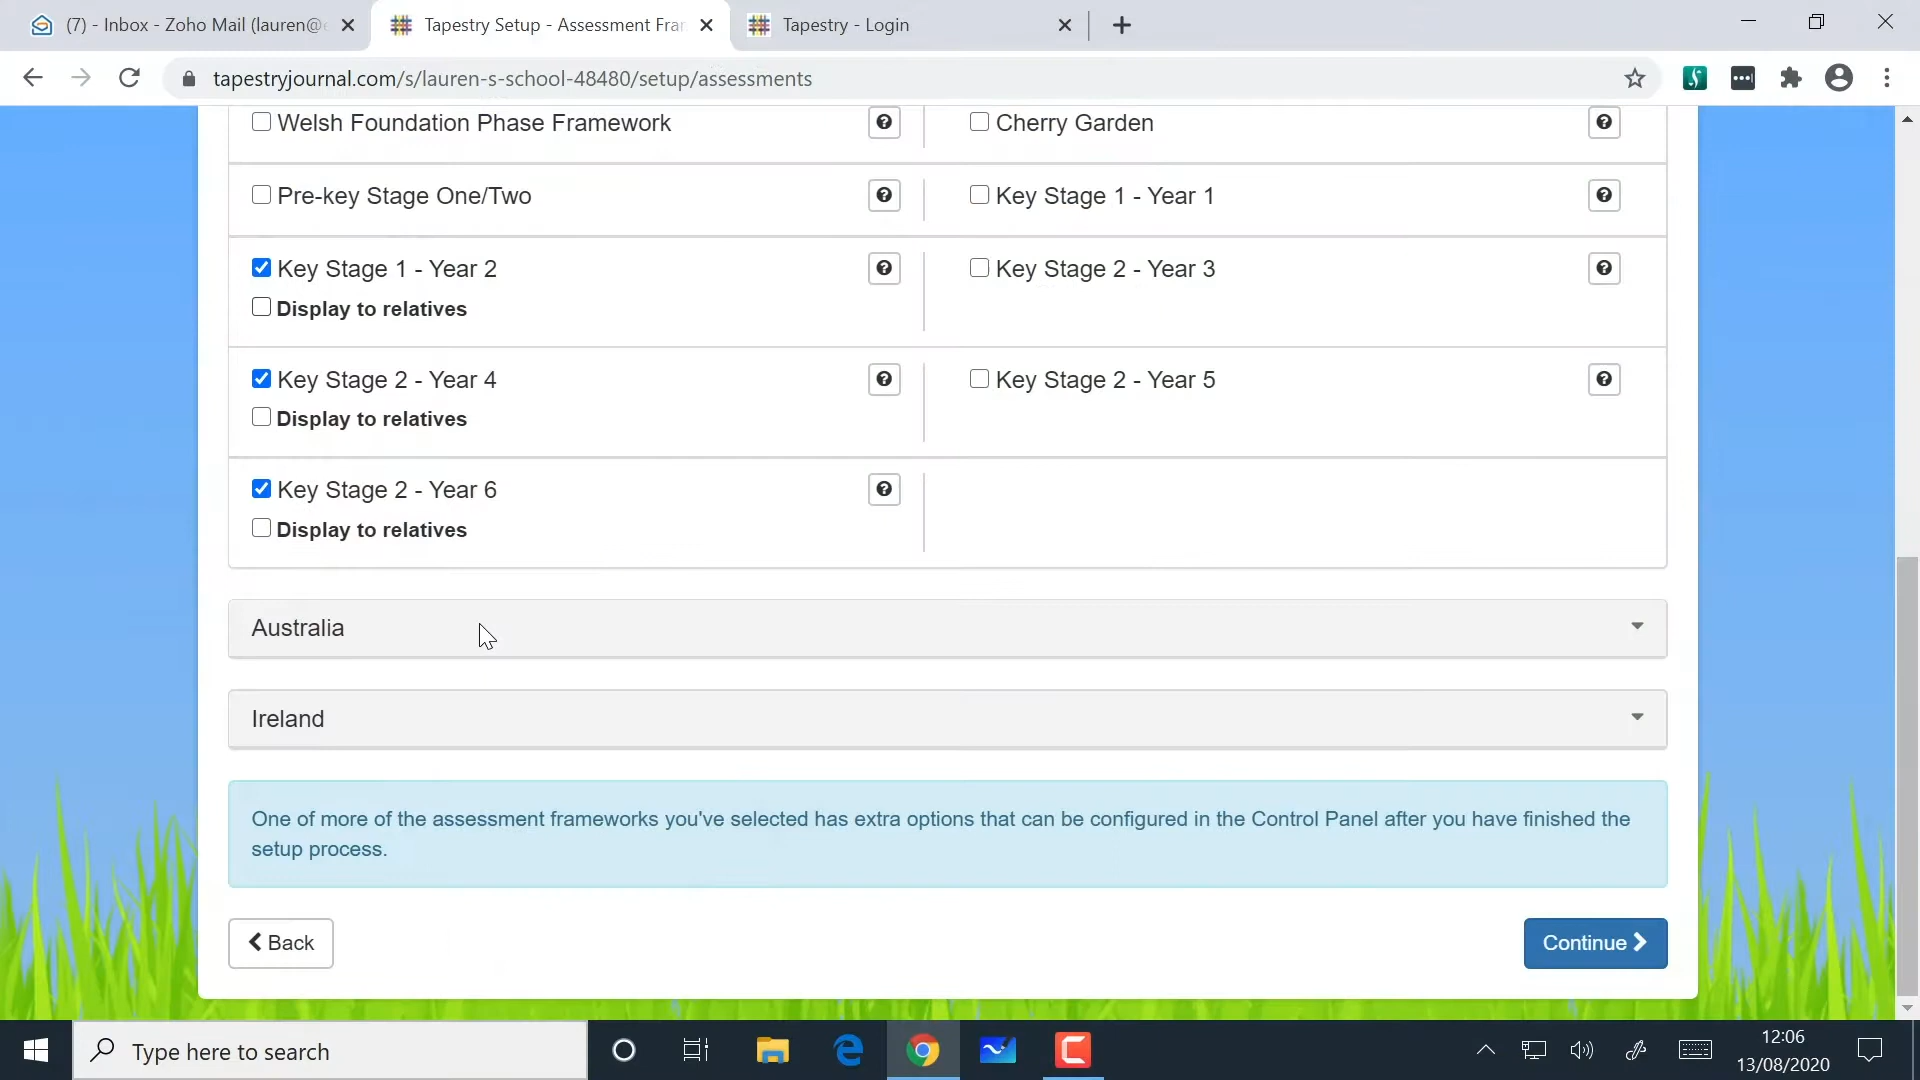 (7) - Inbox - Zoho Mail (lauren@
Tapestry Setup - Assessment Fra
Tapestry - Login
tapestryjournal.com/s/lauren-s-school-48480/setup/assessments
Welsh Foundation Phase Framework
Cherry Garden
Pre-key Stage One/Two
Key Stage 1 - Year 1
Key Stage 1 - Year 2
Display to relatives
Key Stage 2 - Year 3
Key Stage 2 - Year 4
Display to relatives
Key Stage 2 - Year 5
Key Stage 2 - Year 6
Display to relatives
Australia
Ireland
One of more of the assessment frameworks you've selected has extra options that can be configured in the Control Panel after you have finished the
setup process.
Back
Continue
Type here to search
12:06
13/08/2020